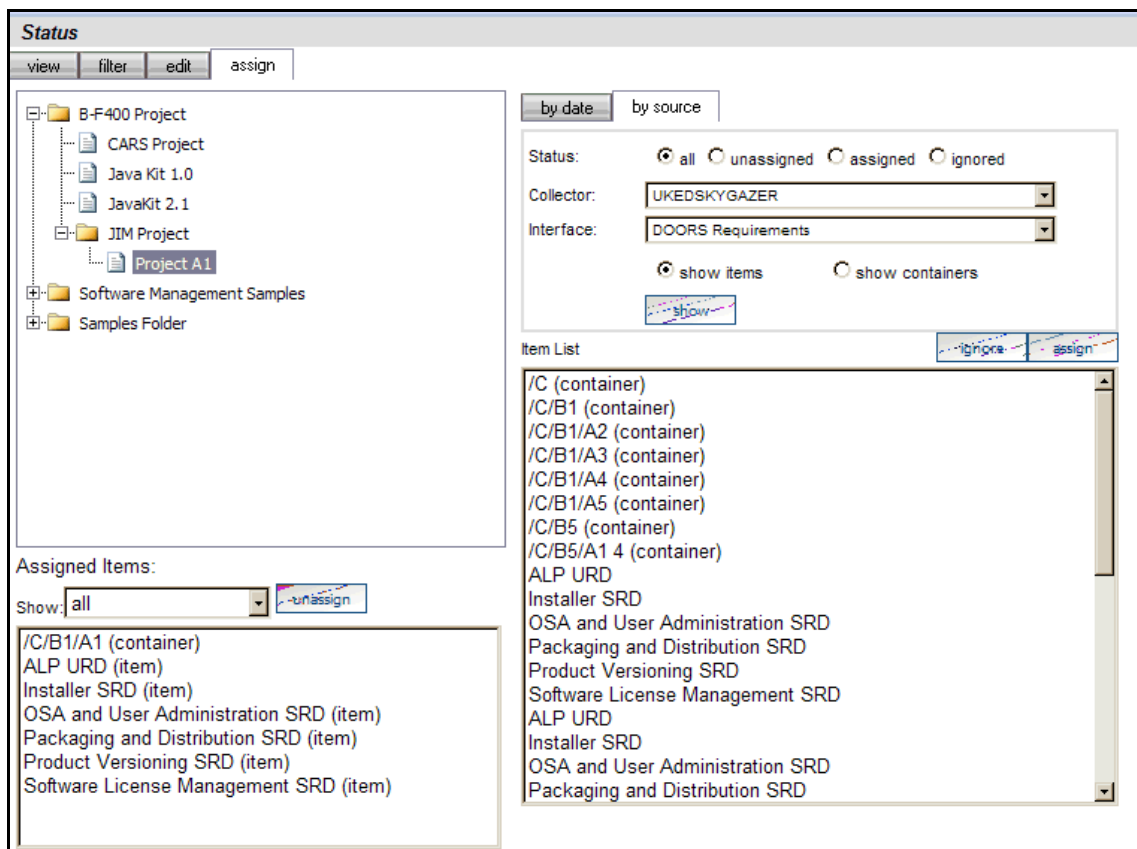 Status
view filter edit assign
B-F400 Project
CARS Project
Java Kit 1.0
JavaKit 2.1
JIM Project
Project A1
Software Management Samples
Samples Folder
Assigned Items:
Show: all unassign
/C/B1/A1 (container)
ALP URD (item)
Installer SRD (item)
OSA and User Administration SRD (item)
Packaging and Distribution SRD (item)
Product Versioning SRD (item)
Software License Management SRD (item)
by date by source
Status: all unassigned assigned ignored
Collector: UKEDSKYGAZER
Interface: DOORS Requirements
show items show containers
show
Item List ignore assign
/C (container)
/C/B1 (container)
/C/B1/A2 (container)
/C/B1/A3 (container)
/C/B1/A4 (container)
/C/B1/A5 (container)
/C/B5 (container)
/C/B5/A1 4 (container)
ALP URD
Installer SRD
OSA and User Administration SRD
Packaging and Distribution SRD
Product Versioning SRD
Software License Management SRD
ALP URD
Installer SRD
OSA and User Administration SRD
Packaging and Distribution SRD